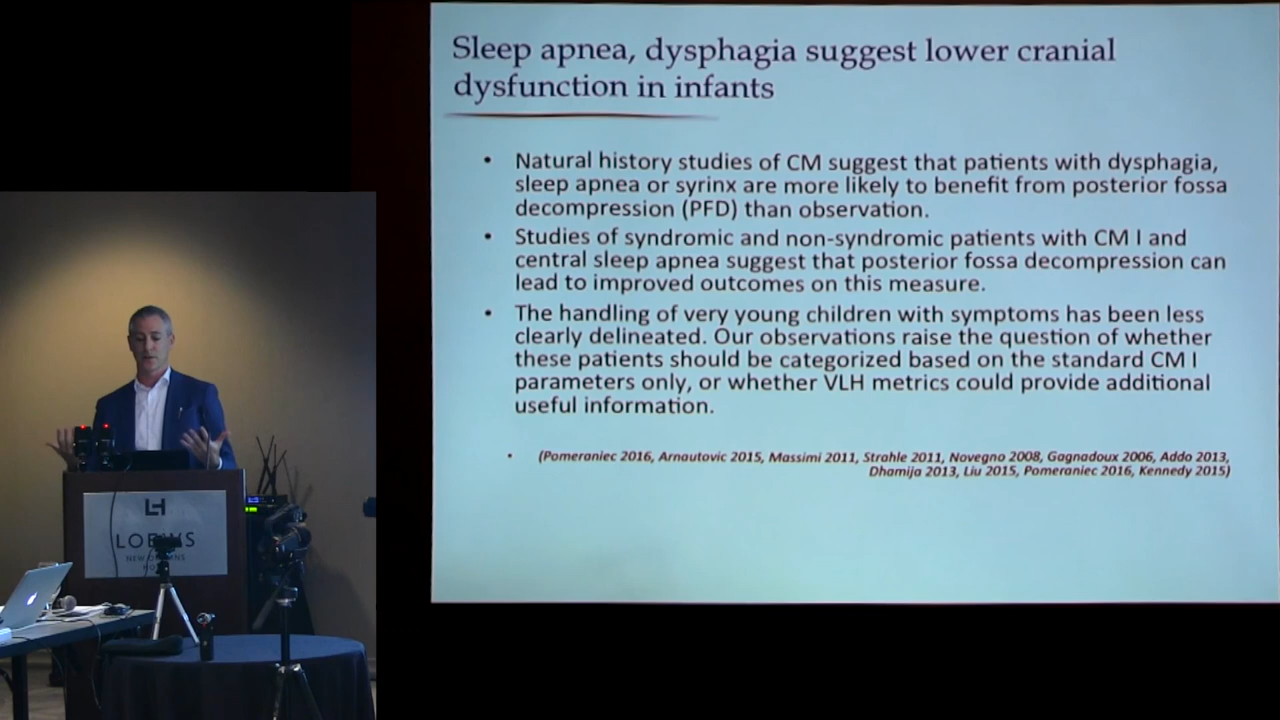 Sleep apnea, dysphagia suggest lower cranial
dysfunction in infants
• Natural history studies of CM suggest that patients with dysphagia,
sleep apnea or syrinx are more likely to benefit from posterior fossa
decompression (PFD) than observation.
• Studies of syndromic and non-syndromic patients with CM I and
central sleep apnea suggest that posterior fossa decompression can
lead to improved outcomes on this measure.
• The handling of very young children with symptoms has been less
clearly delineated. Our observations raise the question of whether
these patients should be categorized based on the standard CM I
parameters only, or whether VLH metrics could provide additional
useful information.
• (Pomeraniec 2016, Arnautovic 2015, Massimi 2011, Strahle 2011, Novegno 2008, Gagnadoux 2006, Addo 2013,
Dhamija 2013, Liu 2015, Pomeraniec 2016, Kennedy 2015)
LH
LOEWS
NEW ORLEANS